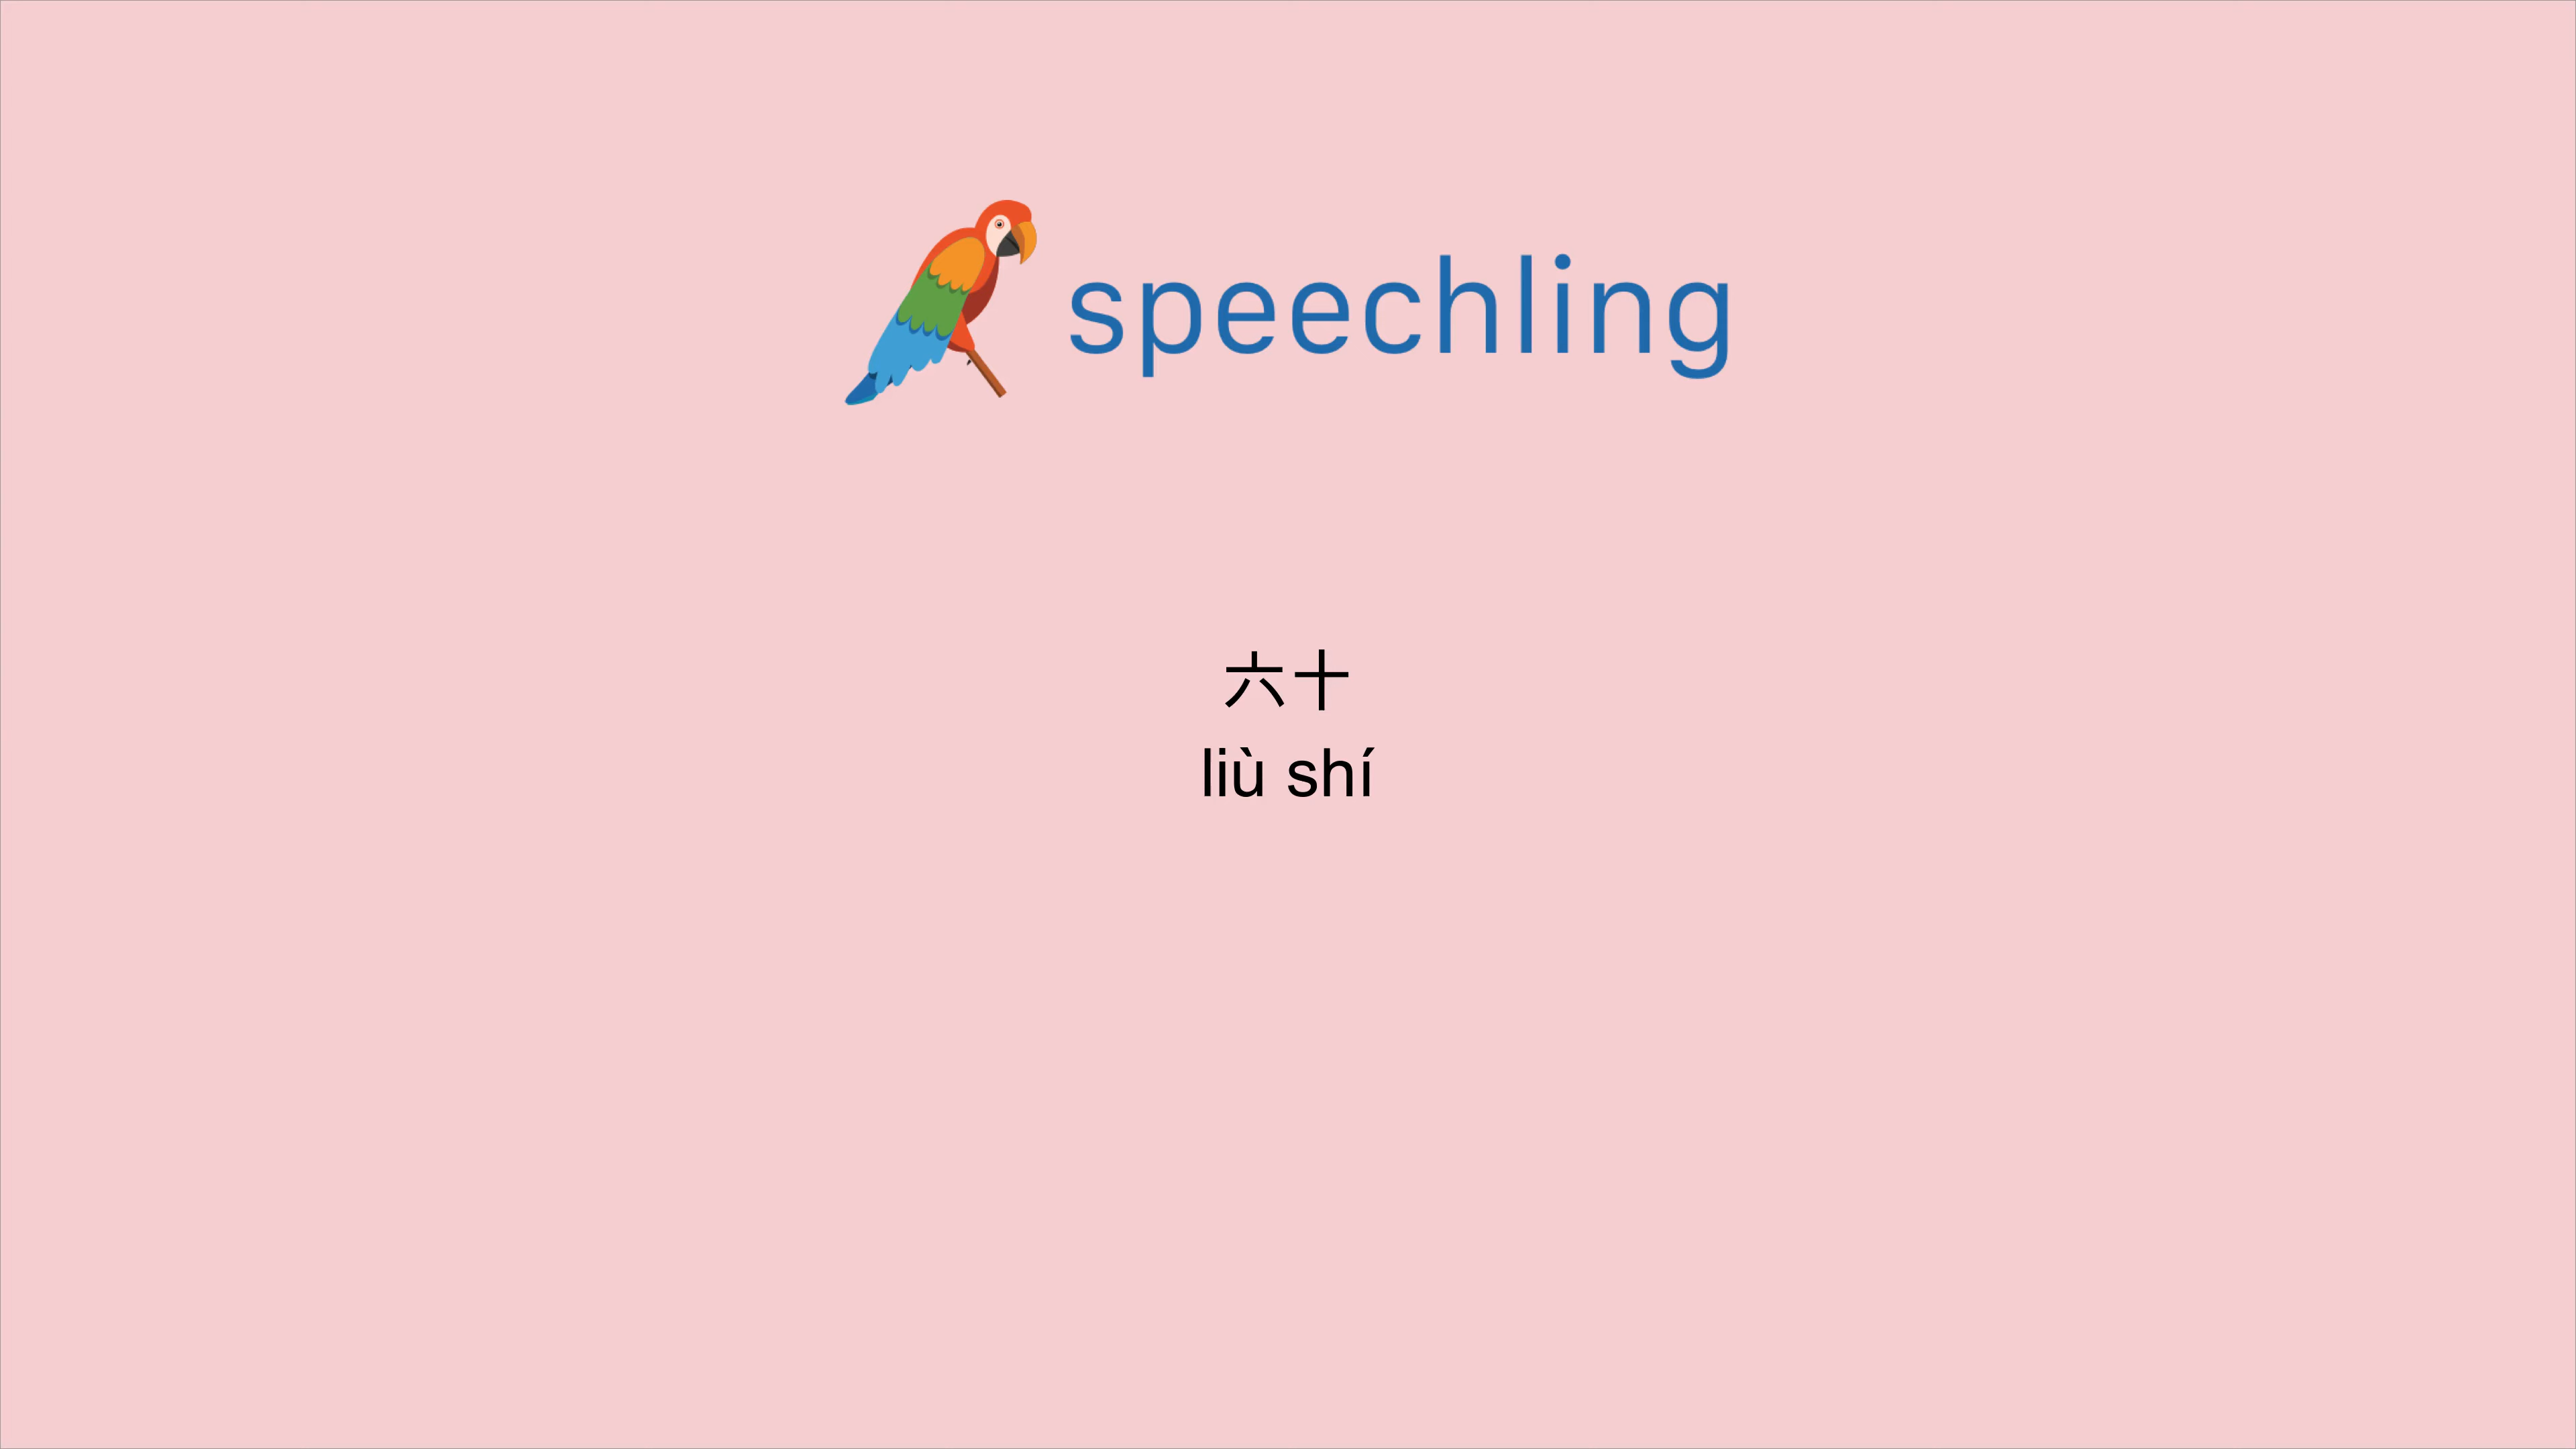 speechling
六十
liù shí